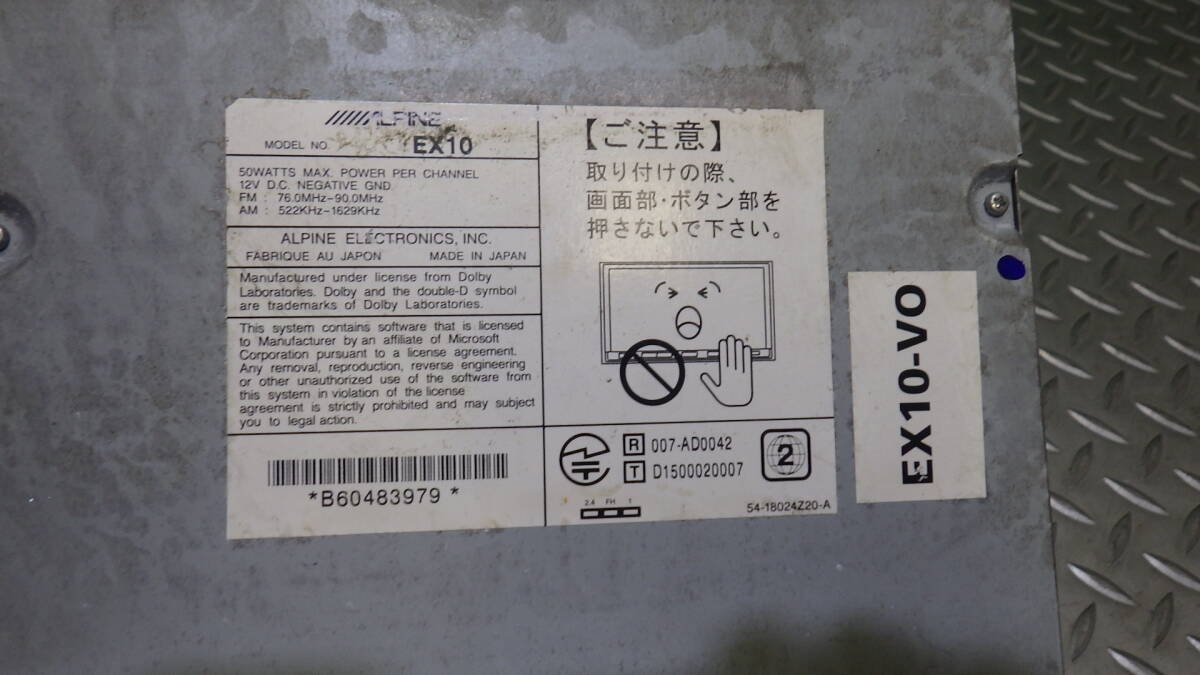 ALPINE
MODEL NO. EX10
50WATTS MAX. POWER PER CHANNEL
12V D.C. NEGATIVE GND
FM : 76.0MHz-90.0MHz
AM : 522KHz-1629KHz
ALPINE ELECTRONICS, INC.
FABRIQUE AU JAPON MADE IN JAPAN
Manufactured under license from Dolby
Laboratories. Dolby and the double-D symbol
are trademarks of Dolby Laboratories.
This system contains software that is licensed
to Manufacturer by an affiliate of Microsoft
Corporation pursuant to a license agreement.
Any removal, reproduction, reverse engineering
or other unauthorized use of the software from
this system in violation of the license
agreement is strictly prohibited and may subject
you to legal action.
*B60483979*
【ご注意】
取り付けの際、
画面部・ボタン部を
押さないで下さい。
R 007-AD0042
T D1500020007
2
2.4 FH 1
54-18024Z20-A
EX10-VO